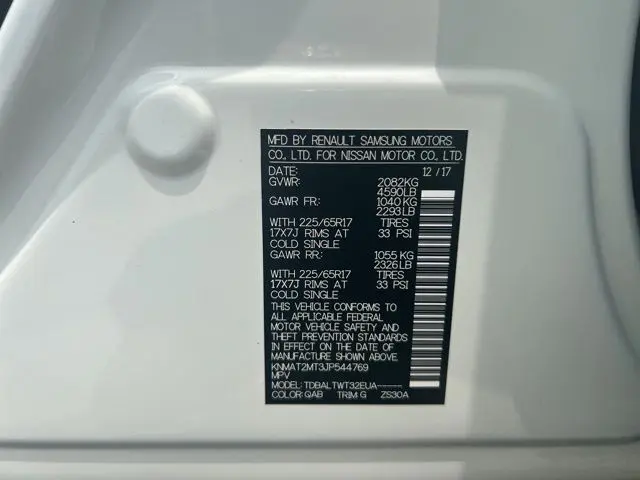 MFD BY RENAULT SAMSUNG MOTORS
CO., LTD. FOR NISSAN MOTOR CO., LTD.
DATE: 12 / 17
GVWR: 2082KG
4590LB
GAWR FR: 1040KG
2293LB
WITH 225/65R17 TIRES
17X7J RIMS AT 33 PSI
COLD SINGLE
GAWR RR: 1055 KG
2326LB
WITH 225/65R17 TIRES
17X7J RIMS AT 33 PSI
COLD SINGLE
THIS VEHICLE CONFORMS TO
ALL APPLICABLE FEDERAL
MOTOR VEHICLE SAFETY AND
THEFT PREVENTION STANDARDS
IN EFFECT ON THE DATE OF
MANUFACTURE SHOWN ABOVE.
KNMAT2MT3JP544769
MPV
MODEL: TDBALTWT32EUA-----
COLOR: QAB TRIM: G ZS30A